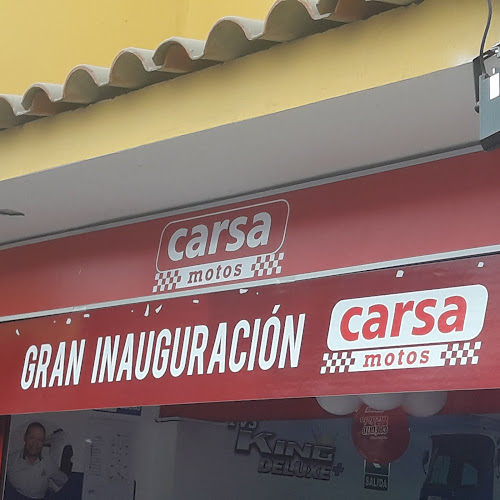 carsa
motos
GRAN INAUGURACIÓN
carsa
motos
KING
DELUXE+
SALIDA